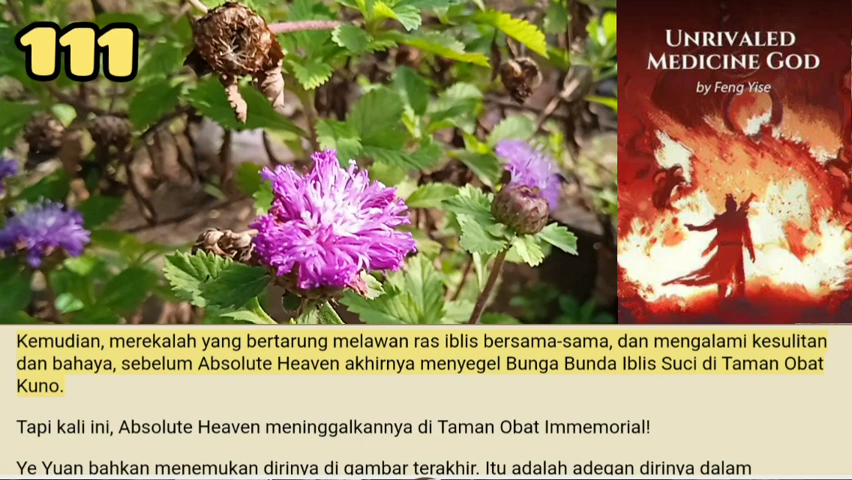 111
UNRIVALED
MEDICINE GOD
by Feng Yise
Kemudian, merekalah yang bertarung melawan ras iblis bersama-sama, dan mengalami kesulitan
dan bahaya, sebelum Absolute Heaven akhirnya menyegel Bunga Bunda Iblis Suci di Taman Obat
Kuno.
Tapi kali ini, Absolute Heaven meninggalkannya di Taman Obat Immemorial!
Ye Yuan bahkan menemukan dirinya di gambar terakhir. Itu adalah adegan dirinya dalam